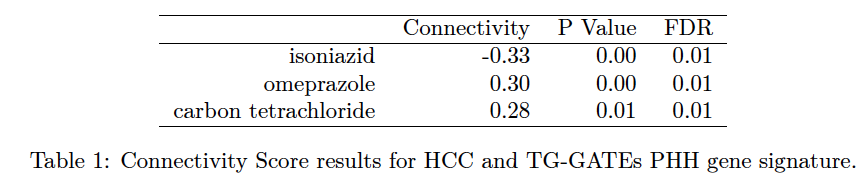 Connectivity P Value FDR
isoniazid -0.33 0.00 0.01
omeprazole 0.30 0.00 0.01
carbon tetrachloride 0.28 0.01 0.01
Table 1: Connectivity Score results for HCC and TG-GATEs PHH gene signature.